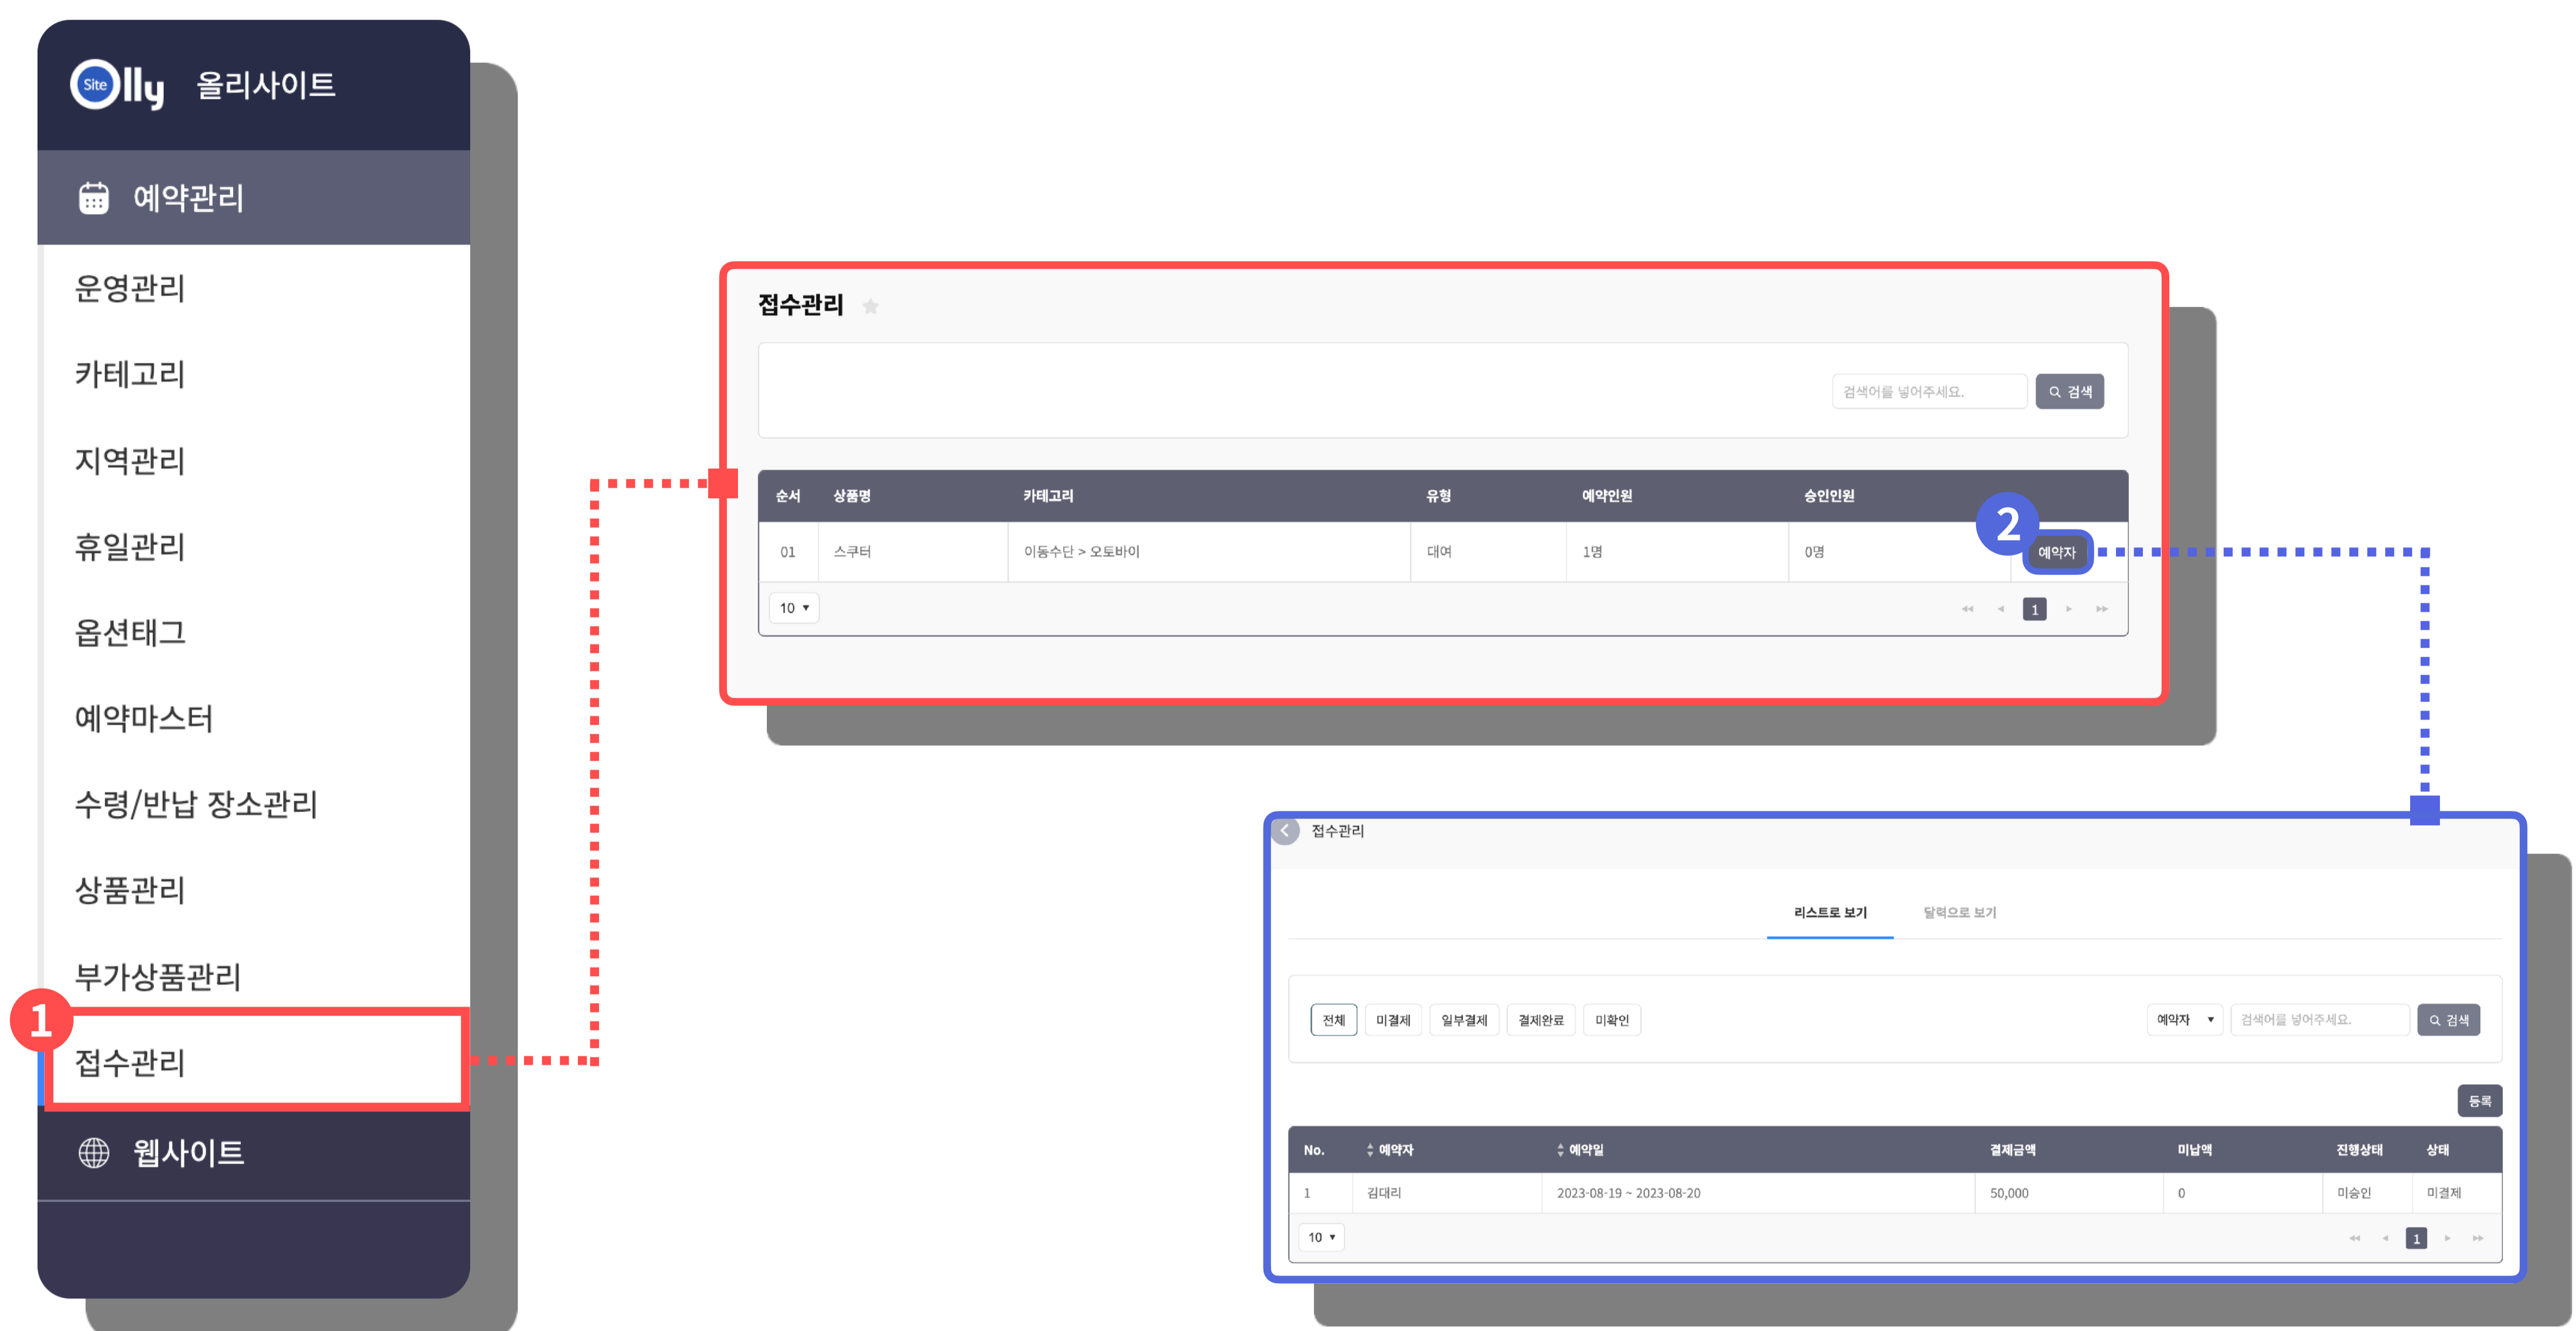 Site Olly 올리사이트
예약관리
운영관리
카테고리
지역관리
휴일관리
옵션태그
예약마스터
수령/반납 장소관리
상품관리
부가상품관리
1
접수관리
웹사이트
접수관리
검색어를 넣어주세요. 검색
순서 상품명 카테고리 유형 예약인원 승인인원
2
01 스쿠터 이동수단 > 오토바이 대여 1명 0명 예약자
10 1
접수관리
리스트로 보기 달력으로 보기
전체 미결제 일부결제 결제완료 미확인 예약자 검색어를 넣어주세요. 검색
등록
No. 예약자 예약일 결제금액 미납액 진행상태 상태
1 김대리 2023-08-19 ~ 2023-08-20 50,000 0 미승인 미결제
10 1